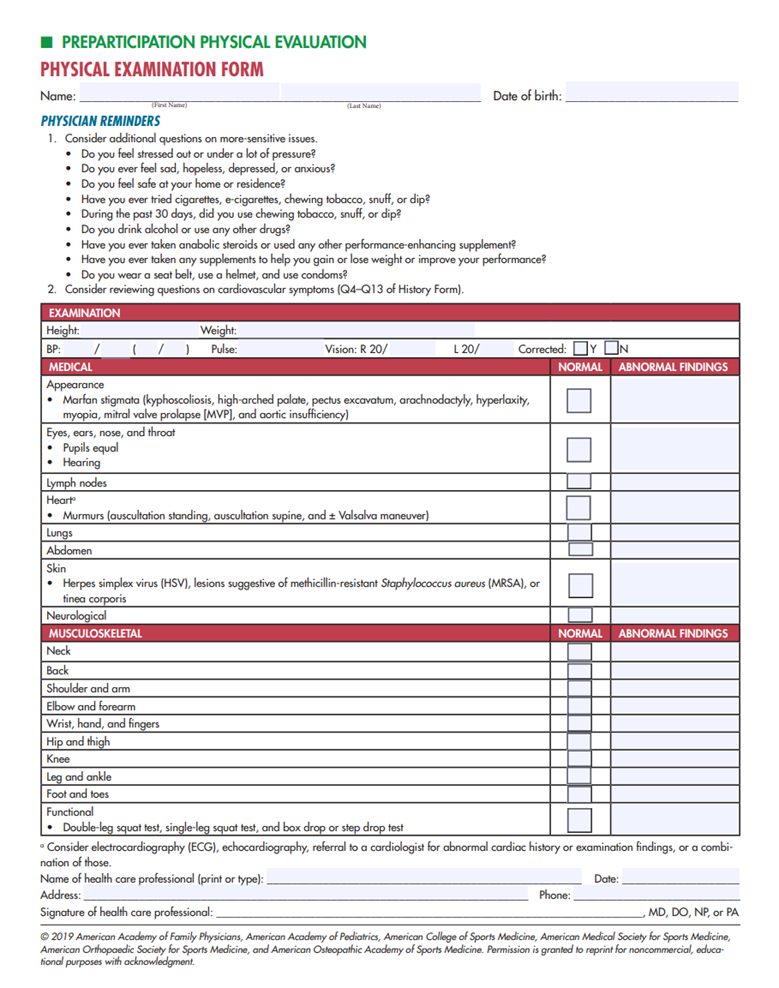 ■ PREPARTICIPATION PHYSICAL EVALUATION
PHYSICAL EXAMINATION FORM
Name: Date of birth:
(First Name) (Last Name)
PHYSICIAN REMINDERS
1. Consider additional questions on more-sensitive issues.
• Do you feel stressed out or under a lot of pressure?
• Do you ever feel sad, hopeless, depressed, or anxious?
• Do you feel safe at your home or residence?
• Have you ever tried cigarettes, e-cigarettes, chewing tobacco, snuff, or dip?
• During the past 30 days, did you use chewing tobacco, snuff, or dip?
• Do you drink alcohol or use any other drugs?
• Have you ever taken anabolic steroids or used any other performance-enhancing supplement?
• Have you ever taken any supplements to help you gain or lose weight or improve your performance?
• Do you wear a seat belt, use a helmet, and use condoms?
2. Consider reviewing questions on cardiovascular symptoms (Q4–Q13 of History Form).
EXAMINATION
Height: Weight:
BP: / ( / ) Pulse: Vision: R 20/ L 20/ Corrected: Y N
MEDICAL NORMAL ABNORMAL FINDINGS
Appearance
• Marfan stigmata (kyphoscoliosis, high-arched palate, pectus excavatum, arachnodactyly, hyperlaxity,
myopia, mitral valve prolapse [MVP], and aortic insufficiency)
Eyes, ears, nose, and throat
• Pupils equal
• Hearing
Lymph nodes
Heartᵃ
• Murmurs (auscultation standing, auscultation supine, and ± Valsalva maneuver)
Lungs
Abdomen
Skin
• Herpes simplex virus (HSV), lesions suggestive of methicillin-resistant Staphylococcus aureus (MRSA), or
tinea corporis
Neurological
MUSCULOSKELETAL NORMAL ABNORMAL FINDINGS
Neck
Back
Shoulder and arm
Elbow and forearm
Wrist, hand, and fingers
Hip and thigh
Knee
Leg and ankle
Foot and toes
Functional
• Double-leg squat test, single-leg squat test, and box drop or step drop test
ᵃ Consider electrocardiography (ECG), echocardiography, referral to a cardiologist for abnormal cardiac history or examination findings, or a combi-
nation of those.
Name of health care professional (print or type): Date:
Address: Phone:
Signature of health care professional: , MD, DO, NP, or PA
© 2019 American Academy of Family Physicians, American Academy of Pediatrics, American College of Sports Medicine, American Medical Society for Sports Medicine,
American Orthopaedic Society for Sports Medicine, and American Osteopathic Academy of Sports Medicine. Permission is granted to reprint for noncommercial, educa-
tional purposes with acknowledgment.